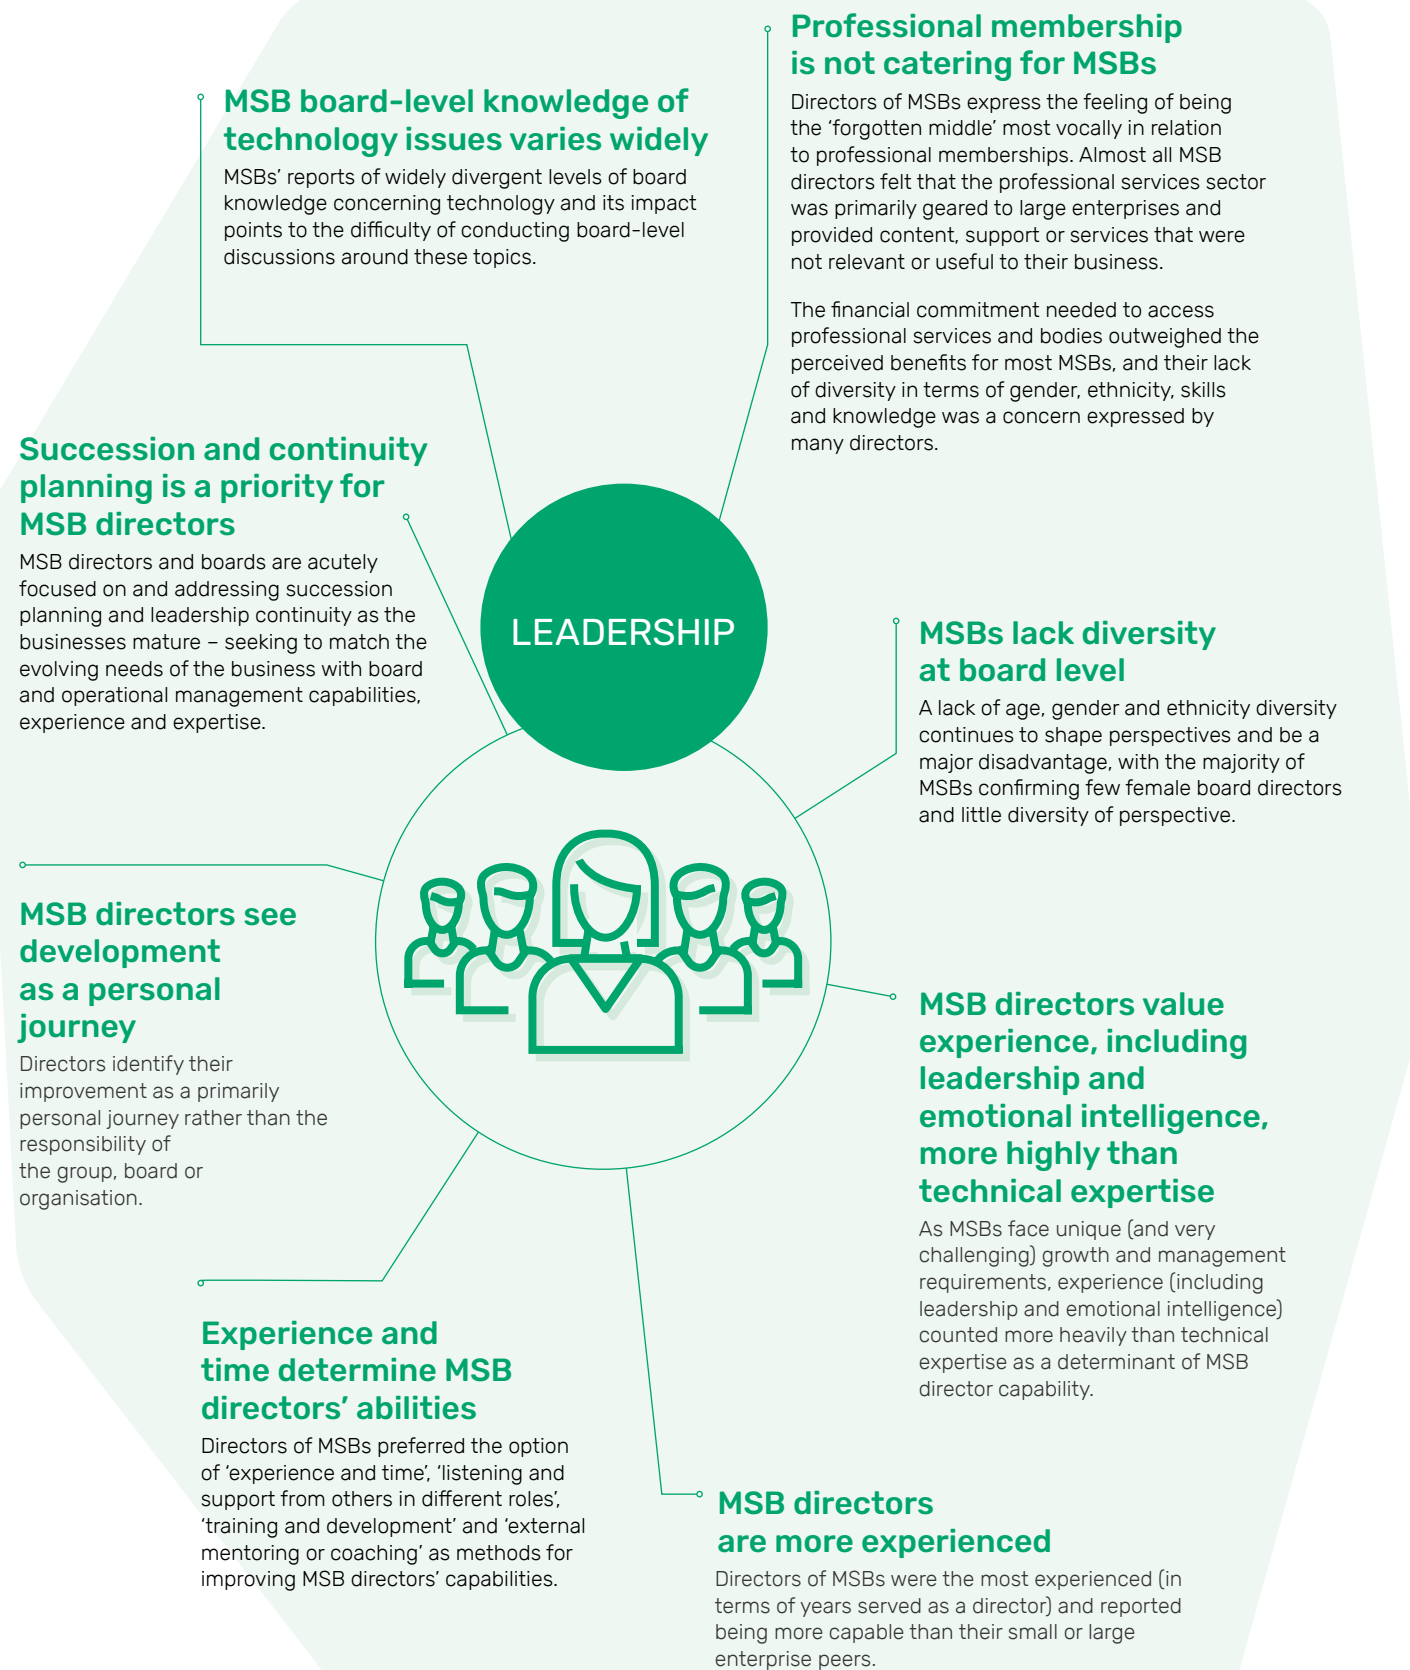 Professional membership
is not catering for MSBs
Directors of MSBs express the feeling of being
the ‘forgotten middle’ most vocally in relation
to professional memberships. Almost all MSB
directors felt that the professional services sector
was primarily geared to large enterprises and
provided content, support or services that were
not relevant or useful to their business.
The financial commitment needed to access
professional services and bodies outweighed the
perceived benefits for most MSBs, and their lack
of diversity in terms of gender, ethnicity, skills
and knowledge was a concern expressed by
many directors.
MSB board-level knowledge of
technology issues varies widely
MSBs’ reports of widely divergent levels of board
knowledge concerning technology and its impact
points to the difficulty of conducting board-level
discussions around these topics.
Succession and continuity
planning is a priority for
MSB directors
MSB directors and boards are acutely
focused on and addressing succession
planning and leadership continuity as the
businesses mature – seeking to match the
evolving needs of the business with board
and operational management capabilities,
experience and expertise.
LEADERSHIP
MSBs lack diversity
at board level
A lack of age, gender and ethnicity diversity
continues to shape perspectives and be a
major disadvantage, with the majority of
MSBs confirming few female board directors
and little diversity of perspective.
MSB directors see
development
as a personal
journey
Directors identify their
improvement as a primarily
personal journey rather than the
responsibility of
the group, board or
organisation.
MSB directors value
experience, including
leadership and
emotional intelligence,
more highly than
technical expertise
As MSBs face unique (and very
challenging) growth and management
requirements, experience (including
leadership and emotional intelligence)
counted more heavily than technical
expertise as a determinant of MSB
director capability.
Experience and
time determine MSB
directors’ abilities
Directors of MSBs preferred the option
of ‘experience and time’, ‘listening and
support from others in different roles’,
‘training and development’ and ‘external
mentoring or coaching’ as methods for
improving MSB directors’ capabilities.
MSB directors
are more experienced
Directors of MSBs were the most experienced (in
terms of years served as a director) and reported
being more capable than their small or large
enterprise peers.